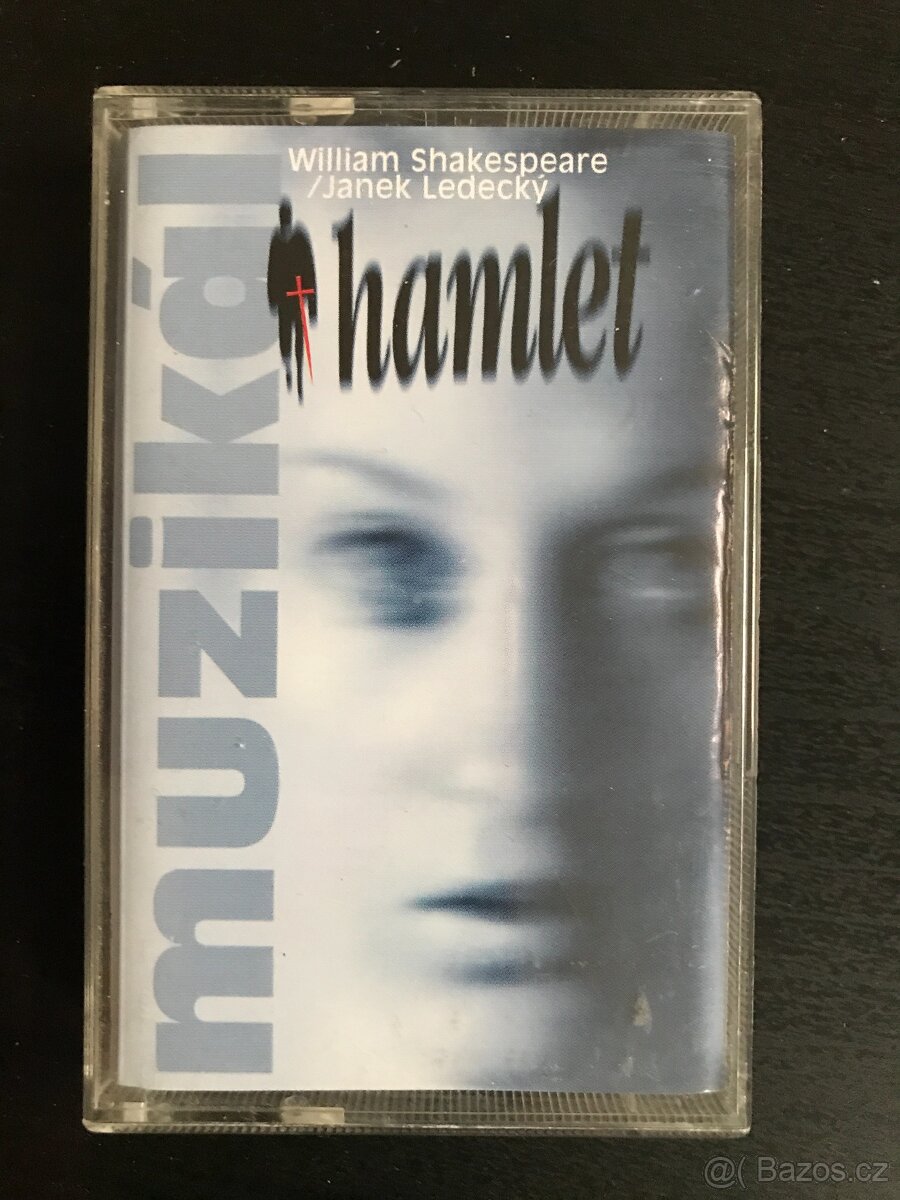 William Shakespeare
/Janek Ledecký
hamlet
muzikál
@( Bazos.cz